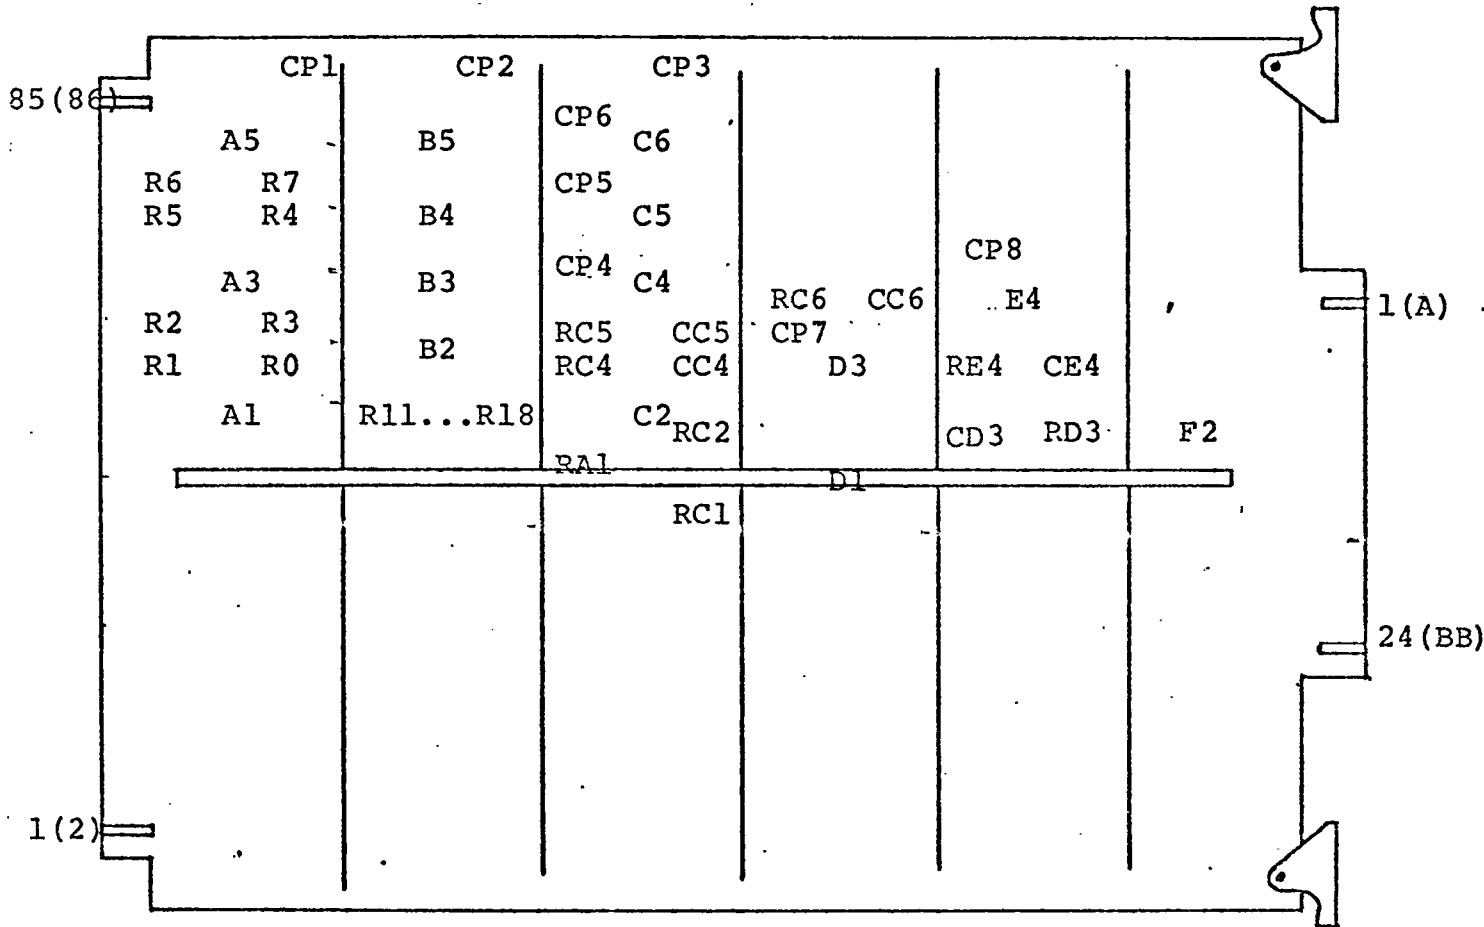 CP1 CP2 CP3
85(86)
CP6
A5 B5 C6
R6 R7 CP5
R5 R4 B4 C5
CP8
CP4
A3 B3 C4
RC6 CC6 E4 1(A)
R2 R3 RC5 CC5 CP7
B2
R1 R0 RC4 CC4 D3 RE4 CE4
A1 R11...R18 C2
RC2 CD3 RD3 F2
RA1
D1
RC1
24(BB)
1(2)